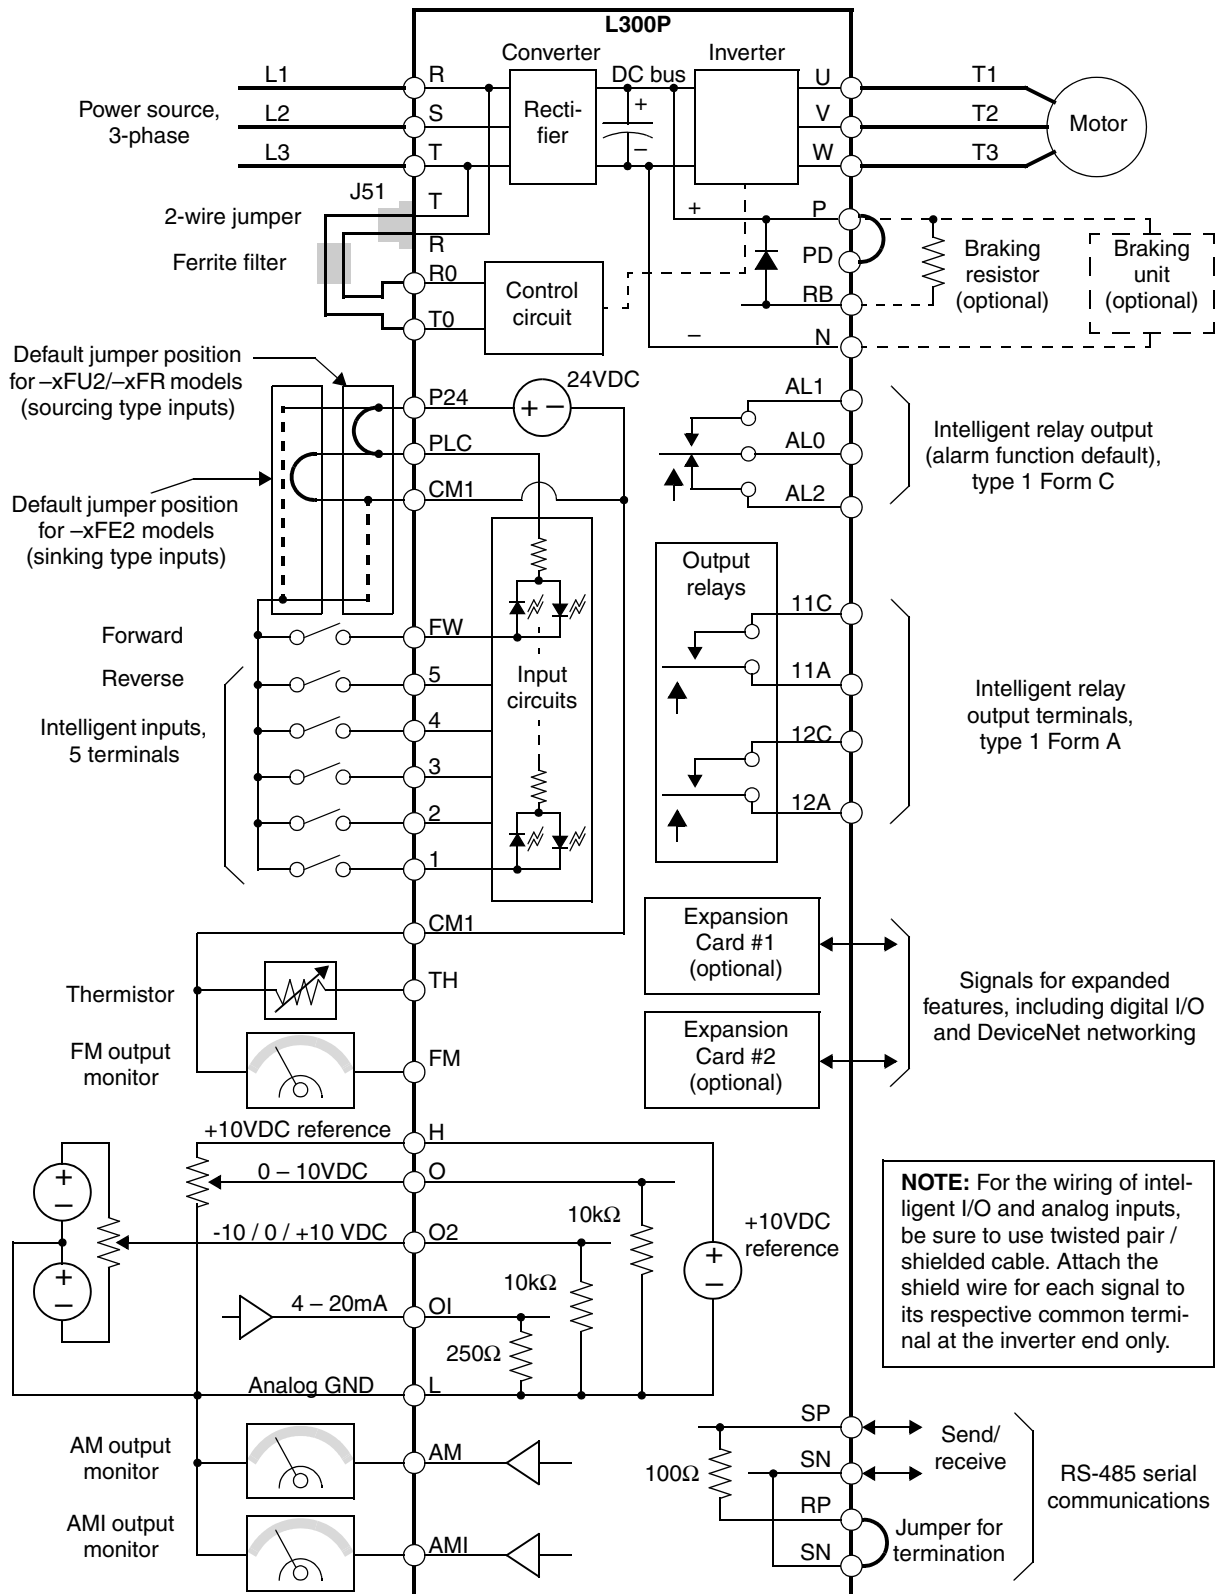 L300P
Converter
Inverter
L1
R
DC bus
U
T1
Power source,
3-phase
L2
S
Recti-
fier
+
–
V
T2
Motor
L3
T
W
T3
J51
T
2-wire jumper
R
Ferrite filter
R0
T0
Control
circuit
+
–
P
PD
RB
N
Braking
resistor
(optional)
Braking
unit
(optional)
Default jumper position
for –xFU2/–xFR models
(sourcing type inputs)
Default jumper position
for –xFE2 models
(sinking type inputs)
P24
+ –
24VDC
PLC
CM1
AL1
AL0
AL2
Intelligent relay output
(alarm function default),
type 1 Form C
Forward
FW
Reverse
5
Intelligent inputs,
5 terminals
4
3
2
1
Input
circuits
Output
relays
11C
11A
12C
12A
Intelligent relay
output terminals,
type 1 Form A
CM1
Thermistor
TH
FM output
monitor
FM
Expansion
Card #1
(optional)
Expansion
Card #2
(optional)
Signals for expanded
features, including digital I/O
and DeviceNet networking
+10VDC reference
H
0 – 10VDC
O
-10 / 0 / +10 VDC
O2
4 – 20mA
OI
Analog GND
L
+
–
+
–
10kΩ
10kΩ
250Ω
+
–
+10VDC
reference
NOTE: For the wiring of intel-
ligent I/O and analog inputs,
be sure to use twisted pair /
shielded cable. Attach the
shield wire for each signal to
its respective common termi-
nal at the inverter end only.
AM output
monitor
AM
AMI output
monitor
AMI
100Ω
SP
SN
RP
SN
Send/
receive
Jumper for
termination
RS-485 serial
communications